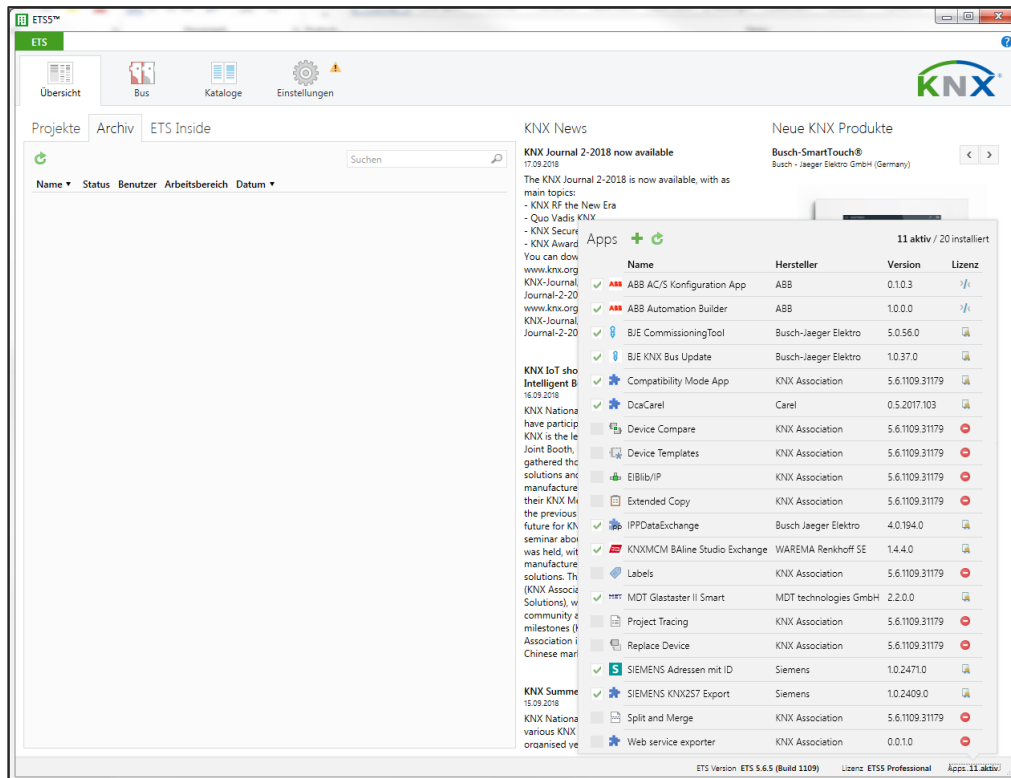 ETS5™
ETS
Übersicht
Bus
Kataloge
Einstellungen
KNX
Projekte
Archiv
ETS Inside
Suchen
Name Status Benutzer Arbeitsbereich Datum
KNX News
KNX Journal 2-2018 now available
17.09.2018
The KNX Journal 2-2018 is now available, with as
main topics:
- KNX RF the New Era
- Quo Vadis KNX
- KNX Secure
- KNX Award
You can dow
www.knx.org
KNX-Journal,
Journal-2-20
www.knx.org
KNX-Journal,
Journal-2-20
KNX IoT sho
Intelligent B
16.09.2018
KNX Nationa
have particip
KNX is the le
Joint Booth,
gathered tho
solutions and
manufacture
their KNX Me
the previous
future for KN
seminar abou
was held, wit
manufacture
solutions. Th
(KNX Associa
Solutions), w
community a
milestones (
Association i
Chinese mar
KNX Summe
15.09.2018
KNX Nationa
various KNX
organised ye
Neue KNX Produkte
Busch-SmartTouch®
Busch - Jaeger Elektro GmbH (Germany)
Apps
11 aktiv / 20 installiert
Name Hersteller Version Lizenz
ABB ABB AC/S Konfiguration App ABB 0.1.0.3
ABB ABB Automation Builder ABB 1.0.0.0
BJE CommissioningTool Busch-Jaeger Elektro 5.0.56.0
BJE KNX Bus Update Busch-Jaeger Elektro 1.0.37.0
Compatibility Mode App KNX Association 5.6.1109.31179
DcaCarel Carel 0.5.2017.103
Device Compare KNX Association 5.6.1109.31179
Device Templates KNX Association 5.6.1109.31179
EIBlib/IP KNX Association 5.6.1109.31179
Extended Copy KNX Association 5.6.1109.31179
IPPDataExchange Busch Jaeger Elektro 4.0.194.0
KNXMCM BAline Studio Exchange WAREMA Renkhoff SE 1.4.4.0
Labels KNX Association 5.6.1109.31179
MDT Glastaster II Smart MDT technologies GmbH 2.2.0.0
Project Tracing KNX Association 5.6.1109.31179
Replace Device KNX Association 5.6.1109.31179
S SIEMENS Adressen mit ID Siemens 1.0.2471.0
SIEMENS KNX2S7 Export Siemens 1.0.2409.0
Split and Merge KNX Association 5.6.1109.31179
Web service exporter KNX Association 0.0.1.0
ETS Version ETS 5.6.5 (Build 1109) Lizenz ETS5 Professional Apps 11 aktiv